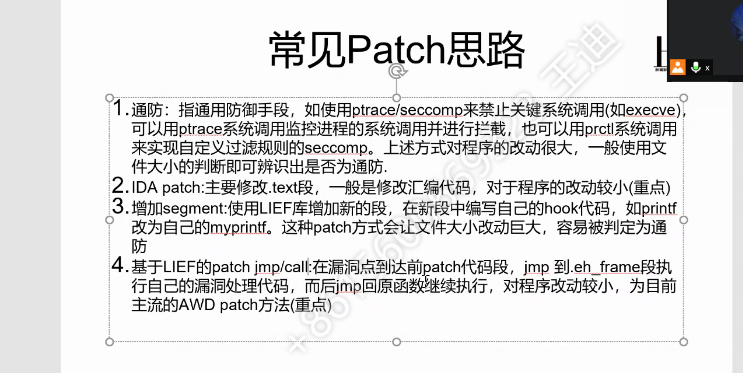 常见Patch思路
1. 通防：指通用防御手段，如使用ptrace/seccomp来禁止关键系统调用(如execve)，
可以用ptrace系统调用监控进程的系统调用并进行拦截，也可以用prctl系统调用
来实现自定义过滤规则的seccomp。上述方式对程序的改动很大，一般使用文
件大小的判断即可辨识出是否为通防.
2. IDA patch:主要修改.text段，一般是修改汇编代码，对于程序的改动较小(重点)
3. 增加segment:使用LIEF库增加新的段，在新段中编写自己的hook代码，如printf
改为自己的myprintf。这种patch方式会让文件大小改动巨大，容易被判定为通
防
4. 基于LIEF的patch jmp/call:在漏洞点到达前patch代码段，jmp 到.eh_frame段执
行自己的漏洞处理代码，而后jmp回原函数继续执行，对程序改动较小，为目前
主流的AWD patch方法(重点)
王迪